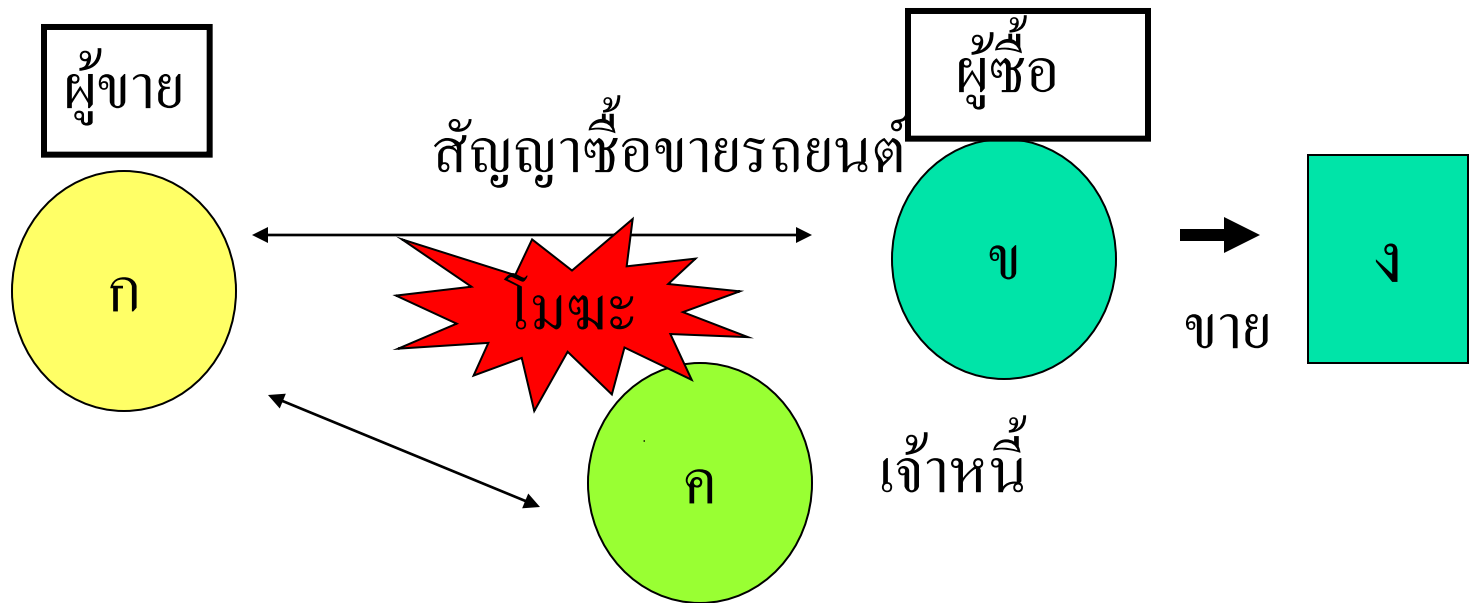 ผู้ขาย
ผู้ซื้อ
สัญญาซื้อขายรถยนต์
ก
ข
ง
โมฆะ
ขาย
ค
เจ้าหนี้